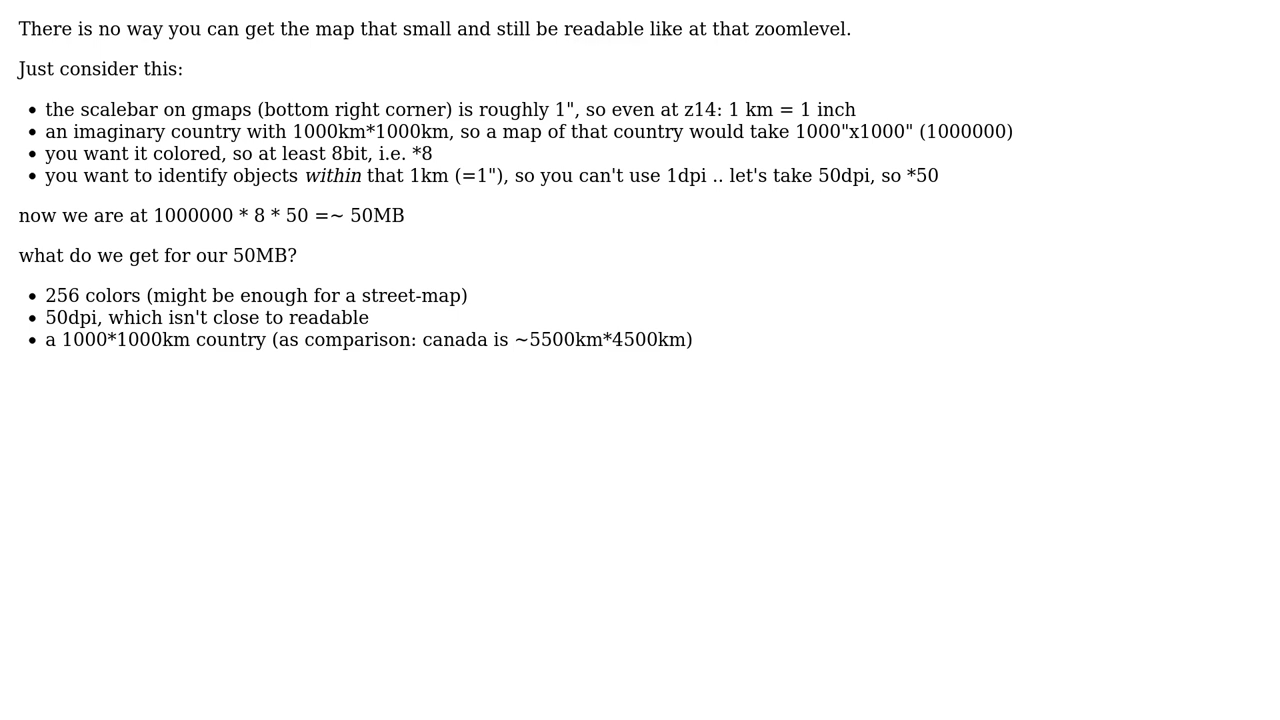 There is no way you can get the map that small and still be readable like at that zoomlevel.
Just consider this:
• the scalebar on gmaps (bottom right corner) is roughly 1", so even at z14: 1 km = 1 inch
• an imaginary country with 1000km*1000km, so a map of that country would take 1000"x1000" (1000000)
• you want it colored, so at least 8bit, i.e. *8
• you want to identify objects within that 1km (=1"), so you can't use 1dpi .. let's take 50dpi, so *50
now we are at 1000000 * 8 * 50 =~ 50MB
what do we get for our 50MB?
• 256 colors (might be enough for a street-map)
• 50dpi, which isn't close to readable
• a 1000*1000km country (as comparison: canada is ~5500km*4500km)